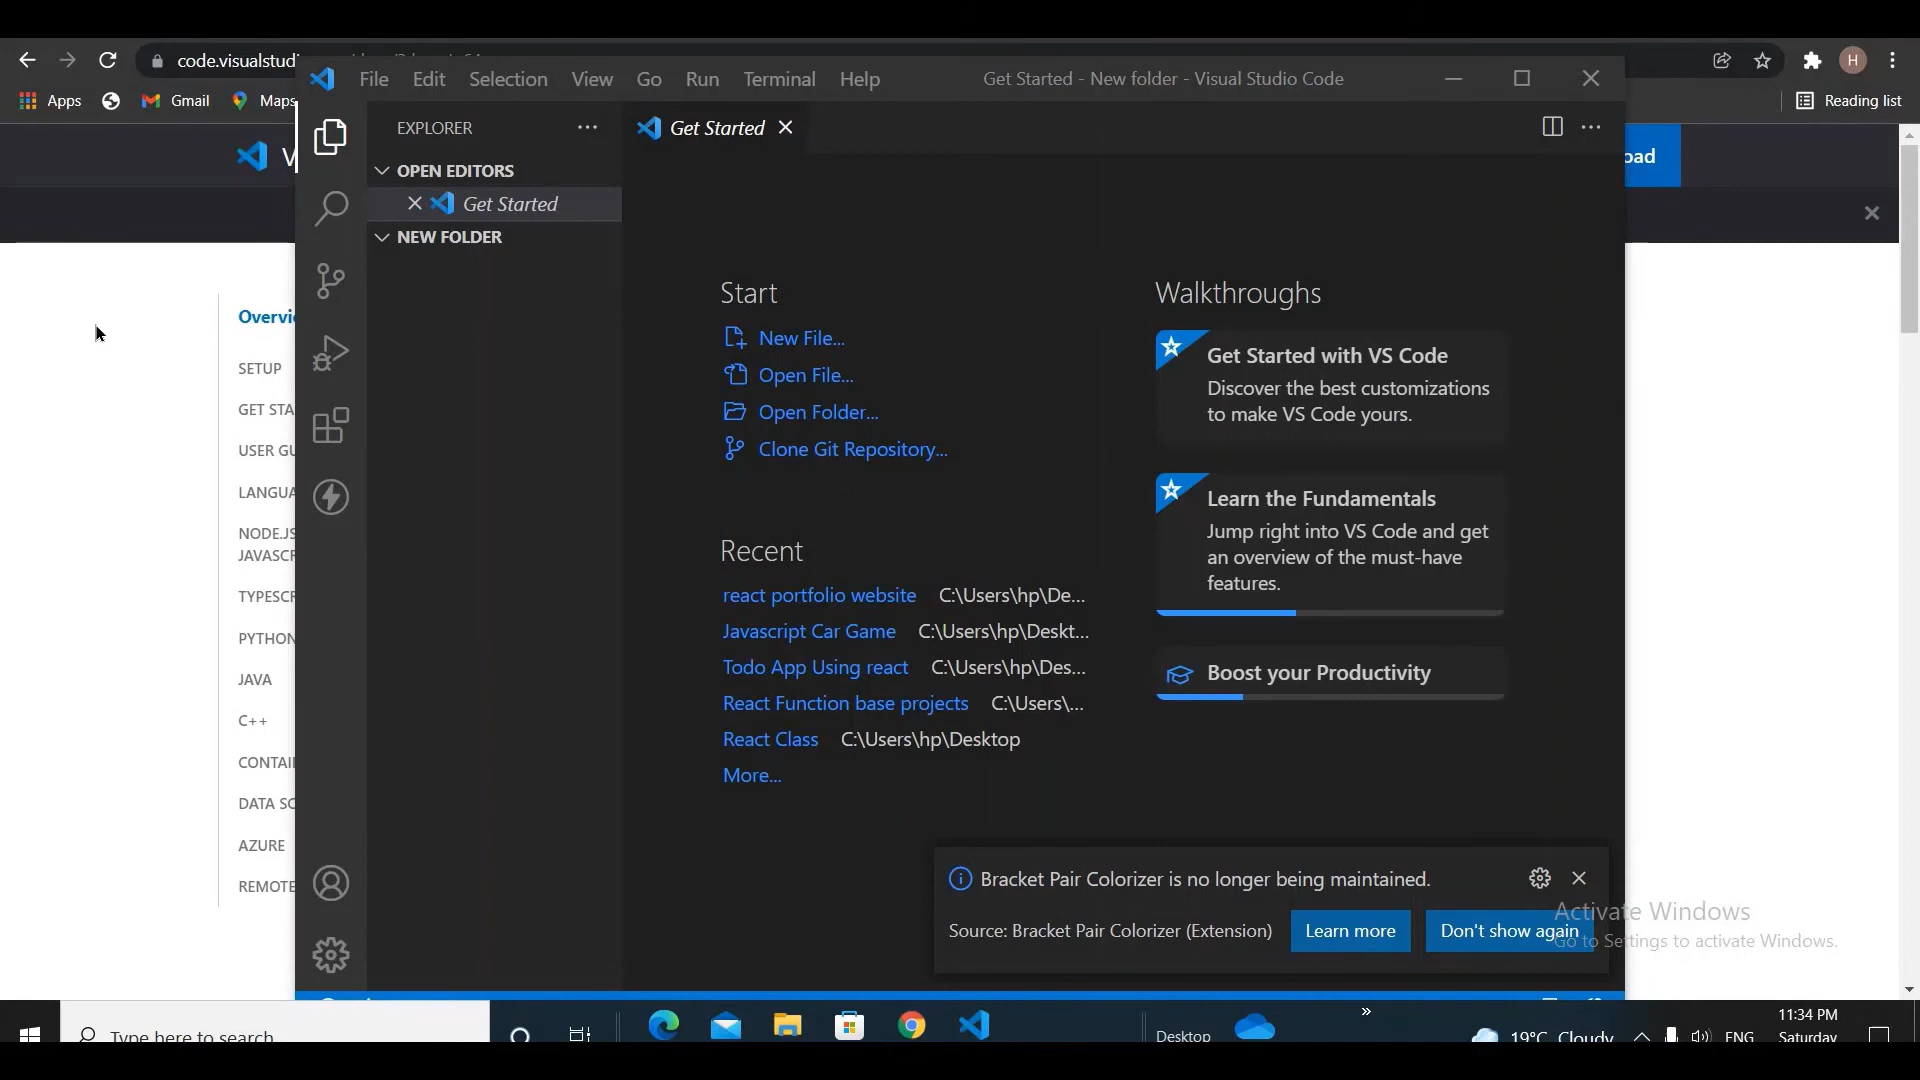 code.visualstudi
H
Apps
Gmail
Maps
Reading list
File Edit Selection View Go Run Terminal Help
Get Started - New folder - Visual Studio Code
EXPLORER
OPEN EDITORS
Get Started
NEW FOLDER
Get Started
V
oad
Overvie
SETUP
GET STA
USER GU
LANGUA
NODE.JS
JAVASCR
TYPESCR
PYTHON
JAVA
C++
CONTAI
DATA SC
AZURE
REMOTE
Start
New File...
Open File...
Open Folder...
Clone Git Repository...
Recent
react portfolio website C:\Users\hp\De...
Javascript Car Game C:\Users\hp\Deskt...
Todo App Using react C:\Users\hp\Des...
React Function base projects C:\Users\...
React Class C:\Users\hp\Desktop
More...
Walkthroughs
Get Started with VS Code
Discover the best customizations
to make VS Code yours.
Learn the Fundamentals
Jump right into VS Code and get
an overview of the must-have
features.
Boost your Productivity
Bracket Pair Colorizer is no longer being maintained.
Source: Bracket Pair Colorizer (Extension)
Learn more
Don't show again
Activate Windows
Go to Settings to activate Windows.
Type here to search
Desktop
19°C Cloudy
ENG
11:34 PM
Saturday